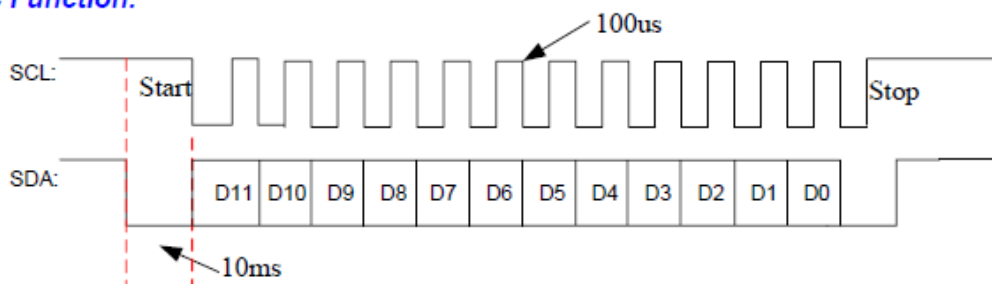 Function:
100us
SCL:
Start
Stop
SDA:
D11 D10 D9 D8 D7 D6 D5 D4 D3 D2 D1 D0
10ms